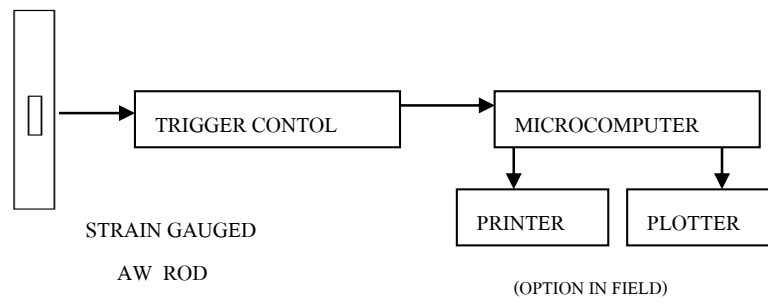 TRIGGER CONTOL
MICROCOMPUTER
PRINTER
PLOTTER
STRAIN GAUGED
AW ROD
(OPTION IN FIELD)